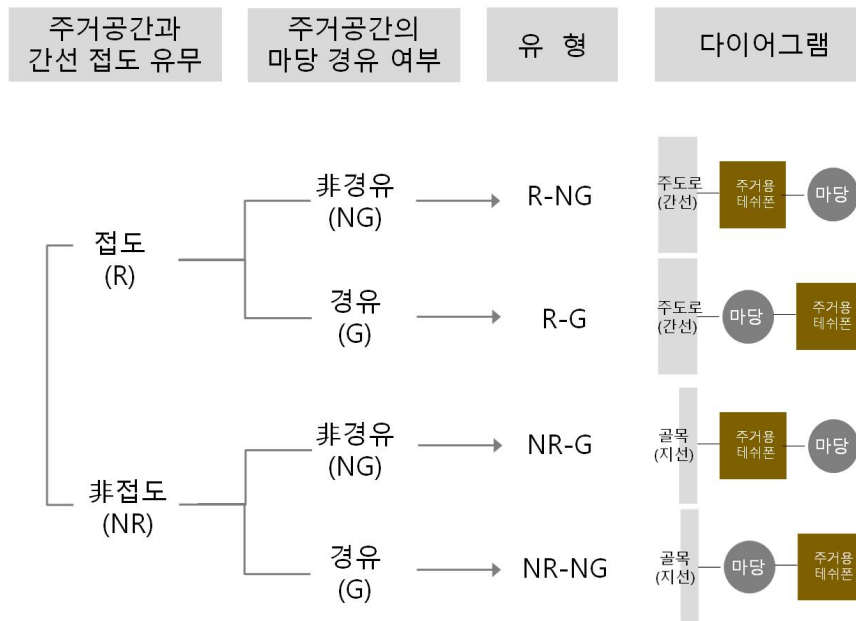 주거공간과
간선 접도 유무
주거공간의
마당 경유 여부
유 형
다이어그램
접도
(R)
非경유
(NG)
R-NG
주도로
(간선)
주거용
테쉬폰
마당
경유
(G)
R-G
주도로
(간선)
마당
주거용
테쉬폰
非접도
(NR)
非경유
(NG)
NR-G
골목
(지선)
주거용
테쉬폰
마당
경유
(G)
NR-NG
골목
(지선)
마당
주거용
테쉬폰